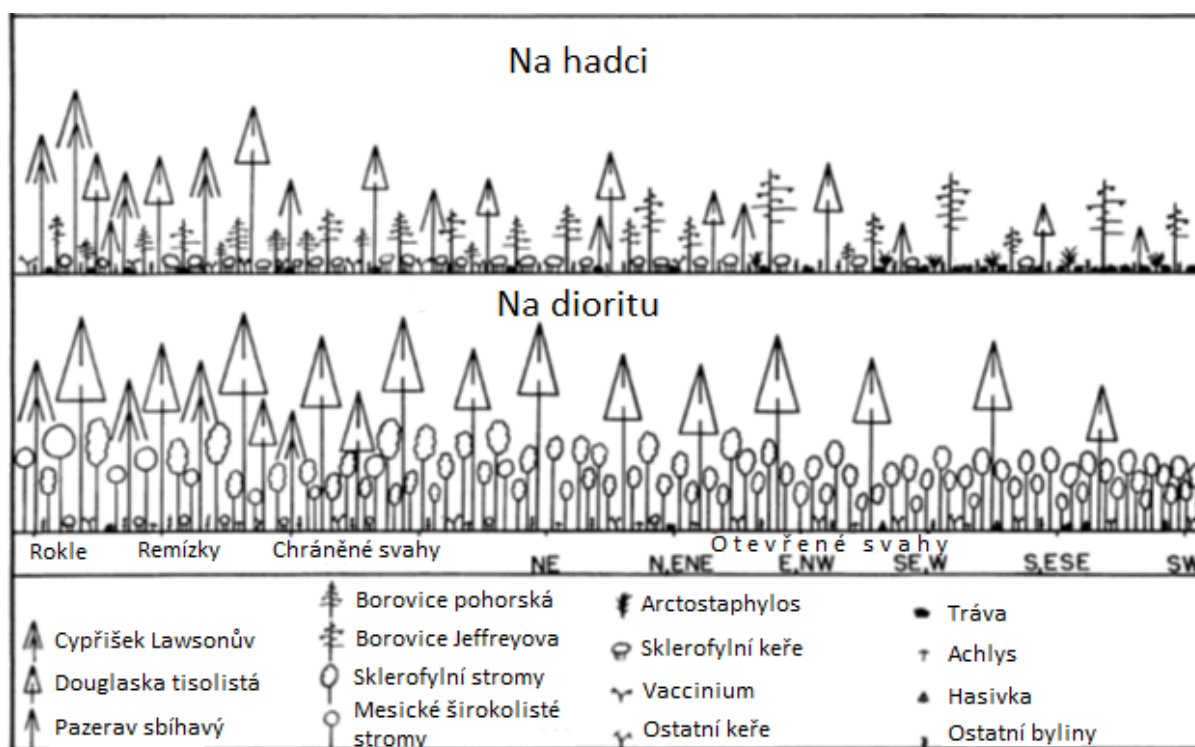 Na hadci
Na dioritu
Rokle
Remízky
Chráněné svahy
Otevřené svahy
NE
N,ENE
E,NW
SE,W
S,ESE
SW
Cypřišek Lawsonův
Douglaska tisolistá
Pazerav sbíhavý
Borovice pohorská
Borovice Jeffreyova
Sklerofylní stromy
Mesické širokolisté
stromy
Arctostaphylos
Sklerofylní keře
Vaccinium
Ostatní keře
Tráva
Achlys
Hasivka
Ostatní byliny